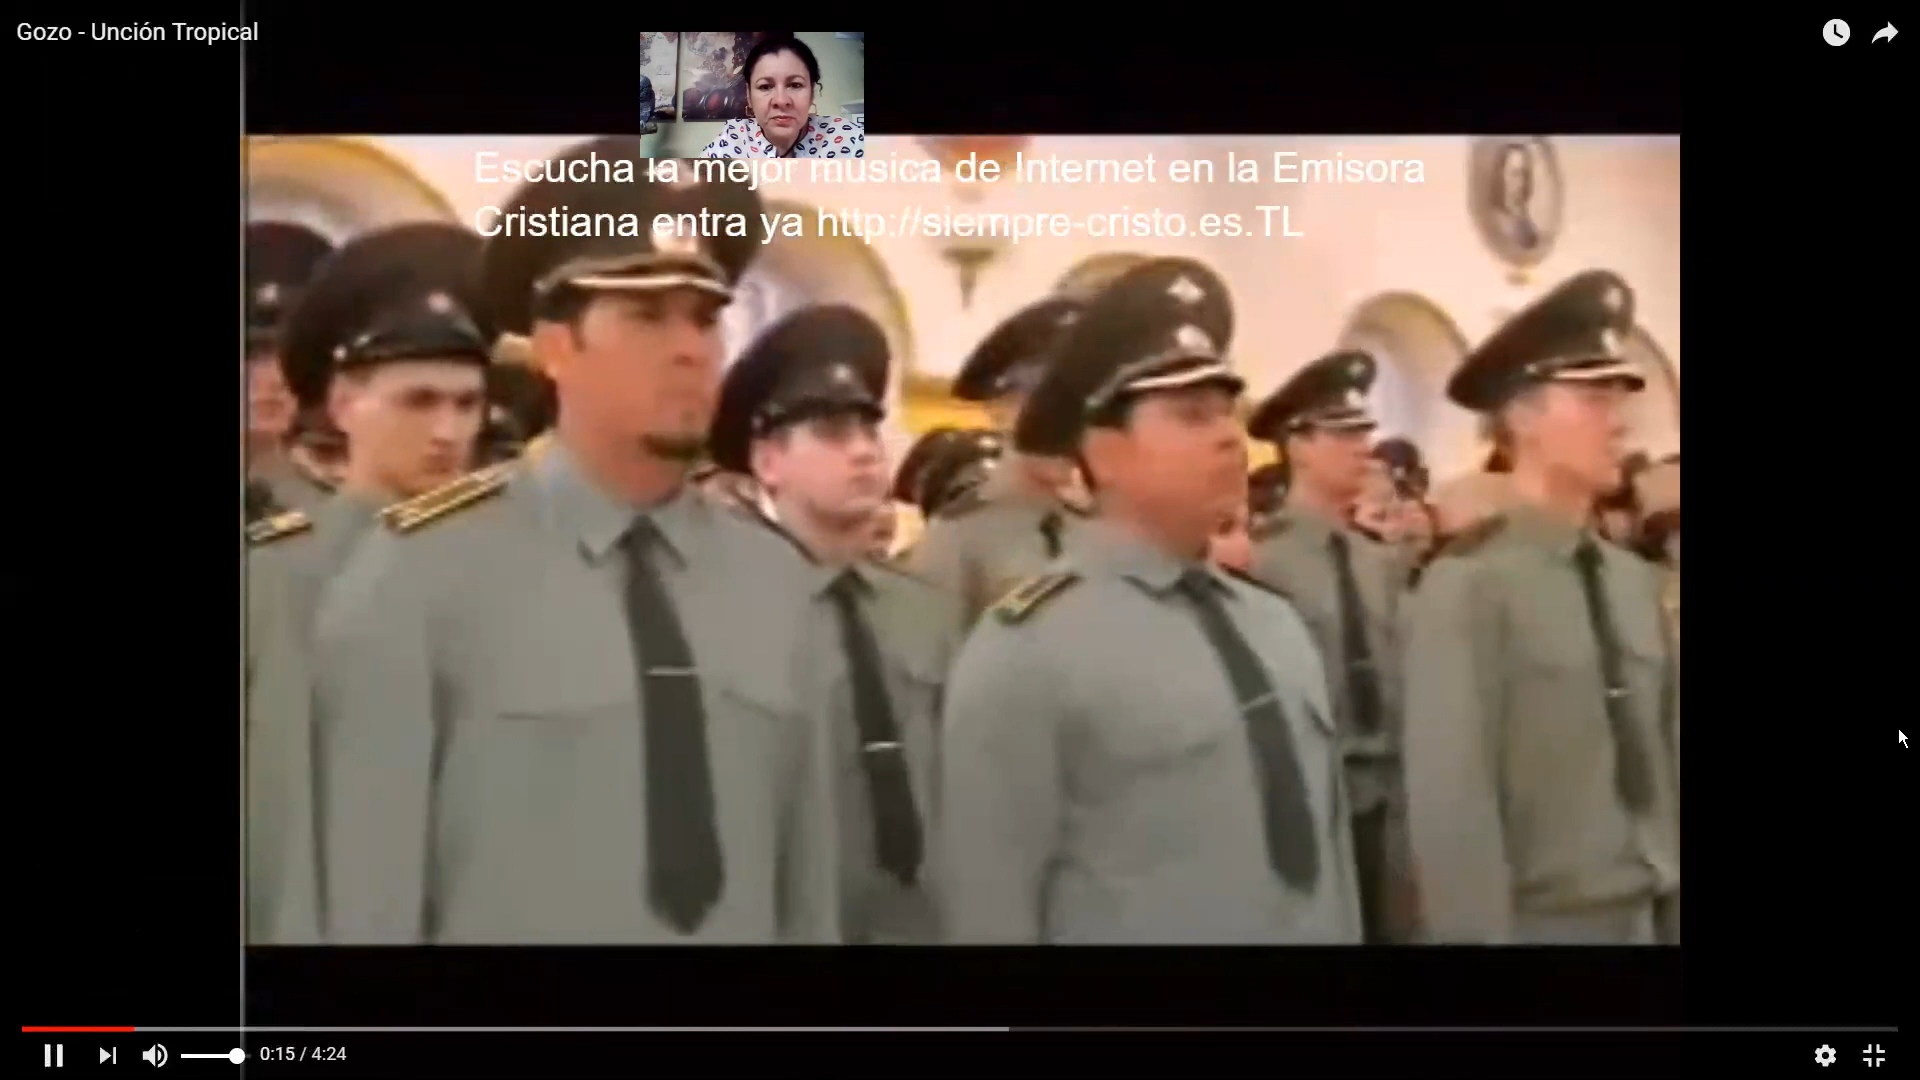 Gozo - Unción Tropical
Escucha la mejor musica de Internet en la Emisora
Cristiana entra ya http://siempre-cristo.es.TL
0:15 / 4:24